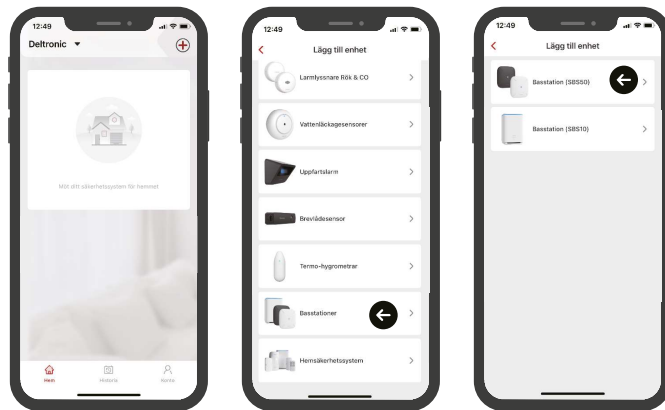 12:49
Deltronic
Möt ditt säkerhetssystem för hemmet
Hem
Historia
Konto
12:49
Lägg till enhet
Larmlyssnare Rök & CO
Vattenläckagesensorer
Uppfartslarm
Brevlådesensor
Termo-hygrometrar
Basstationer
Hemsäkerhetssystem
12:49
Lägg till enhet
Basstation (SBS50)
Basstation (SBS10)